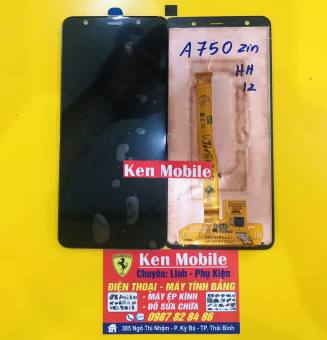 A750 zin
HH
12
Ken Mobile
Ken Mobile
Chuyên: Linh - Phụ Kiện
ĐIỆN THOẠI - MÁY TÍNH BẢNG
- MÁY ÉP KÍNH
- ĐỒ SỬA CHỮA
0987 82 84 86
305 Ngô Thì Nhậm - P. Kỳ Bá - TP. Thái Bình